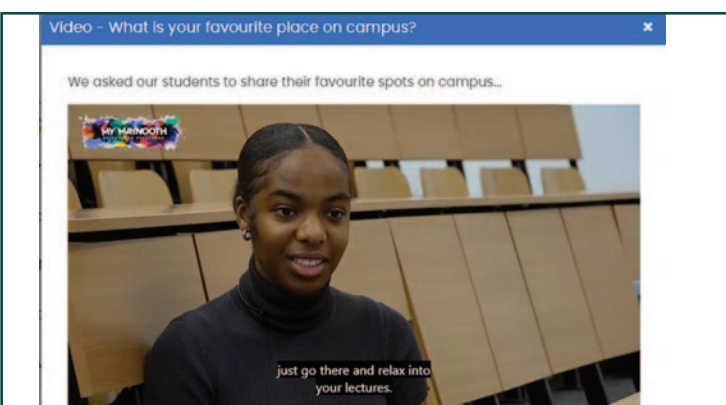 Video - What is your favourite place on campus?
We asked our students to share their favourite spots on campus...
MY MAYNOOTH
just go there and relax into
your lectures.